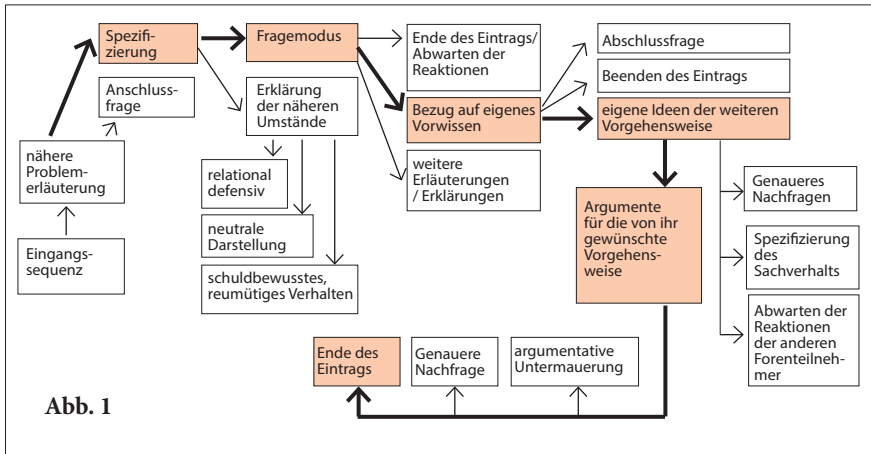 Spezifi-
zierung
Fragemodus
Ende des Eintrags/
Abwarten der
Reaktionen
Abschlussfrage
Beenden des Eintrags
Anschluss-
frage
Erklärung
der näheren
Umstände
Bezug auf eigenes
Vorwissen
eigene Ideen der weiteren
Vorgehensweise
nähere
Problem-
erläuterung
relational
defensiv
weitere
Erläuterungen
/ Erklärungen
Genaueres
Nachfragen
Argumente
für die von ihr
gewünschte
Vorgehens-
weise
neutrale
Darstellung
Eingangs-
sequenz
Spezifizierung
des
Sachverhalts
schuldbewusstes,
reumütiges Verhalten
Abwarten der
Reaktionen
der anderen
Forenteilneh-
mer
Ende des
Eintrags
Genauere
Nachfrage
argumentative
Untermauerung
Abb. 1